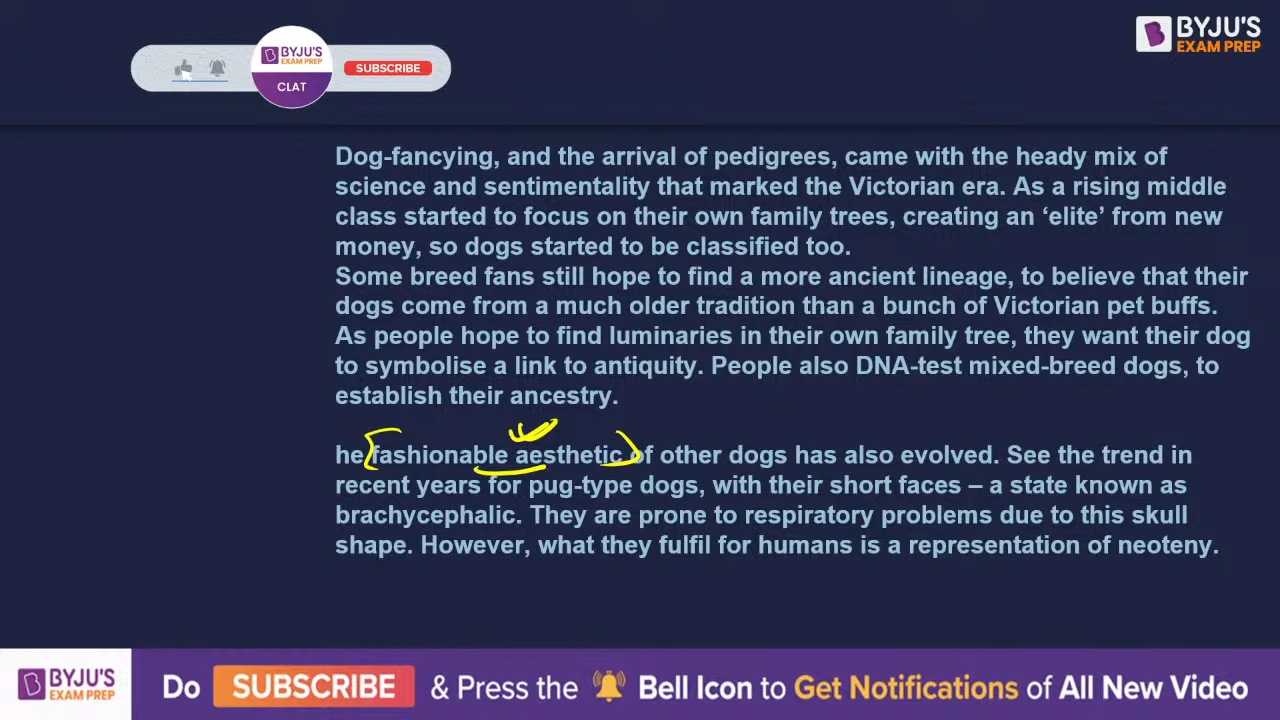 BYJU'S
EXAM PREP
BYJU'S
EXAM PREP
CLAT
SUBSCRIBE
Dog-fancying, and the arrival of pedigrees, came with the heady mix of
science and sentimentality that marked the Victorian era. As a rising middle
class started to focus on their own family trees, creating an ‘elite’ from new
money, so dogs started to be classified too.
Some breed fans still hope to find a more ancient lineage, to believe that their
dogs come from a much older tradition than a bunch of Victorian pet buffs.
As people hope to find luminaries in their own family tree, they want their dog
to symbolise a link to antiquity. People also DNA-test mixed-breed dogs, to
establish their ancestry.
he fashionable aesthetic of other dogs has also evolved. See the trend in
recent years for pug-type dogs, with their short faces – a state known as
brachycephalic. They are prone to respiratory problems due to this skull
shape. However, what they fulfil for humans is a representation of neoteny.
BYJU'S
EXAM PREP
Do SUBSCRIBE & Press the Bell Icon to Get Notifications of All New Video